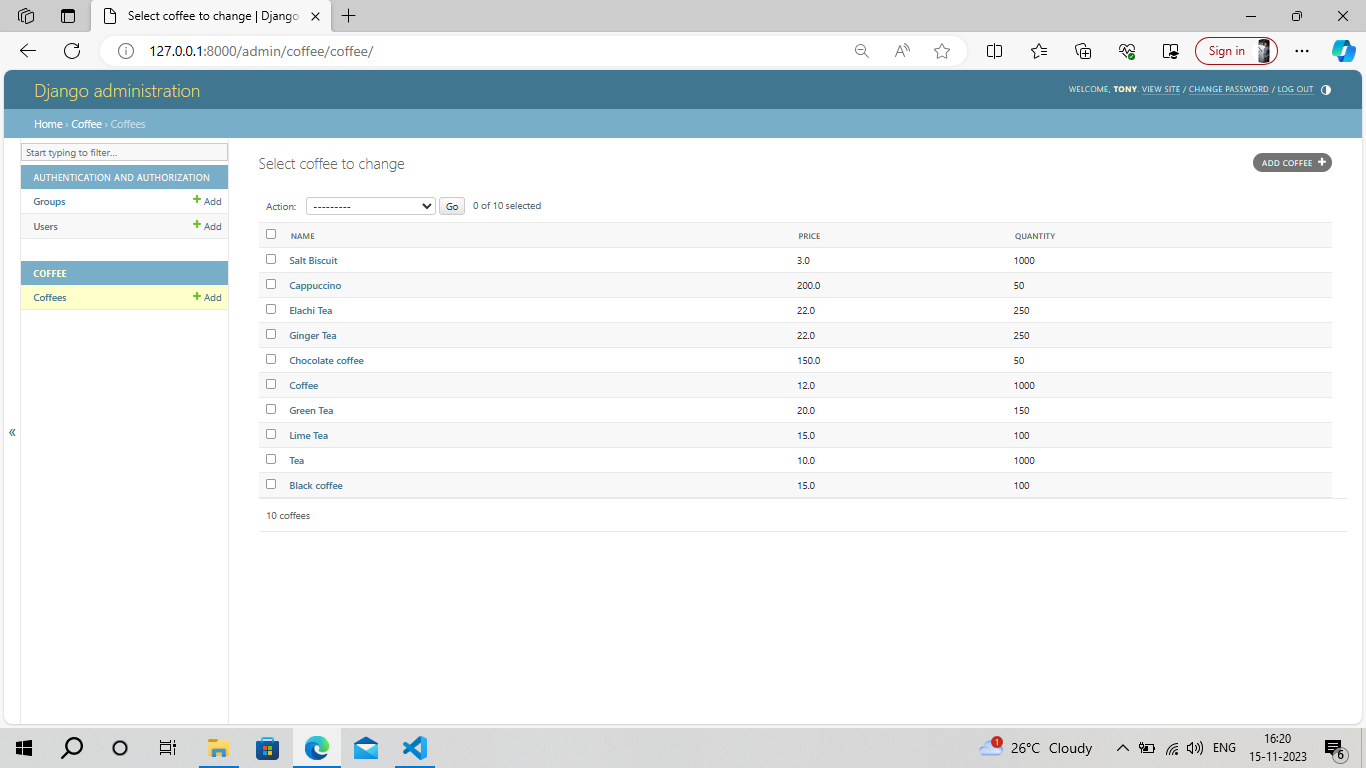 Select coffee to change | Django
127.0.0.1:8000/admin/coffee/coffee/
Sign in
Django administration
WELCOME, TONY. VIEW SITE / CHANGE PASSWORD / LOG OUT
Home › Coffee › Coffees
Start typing to filter...
AUTHENTICATION AND AUTHORIZATION
Groups + Add
Users + Add
COFFEE
Coffees + Add
«
Select coffee to change
ADD COFFEE +
Action: --------- Go 0 of 10 selected
NAME PRICE QUANTITY
Salt Biscuit 3.0 1000
Cappuccino 200.0 50
Elachi Tea 22.0 250
Ginger Tea 22.0 250
Chocolate coffee 150.0 50
Coffee 12.0 1000
Green Tea 20.0 150
Lime Tea 15.0 100
Tea 10.0 1000
Black coffee 15.0 100
10 coffees
1
26°C Cloudy
ENG
16:20
15-11-2023
6